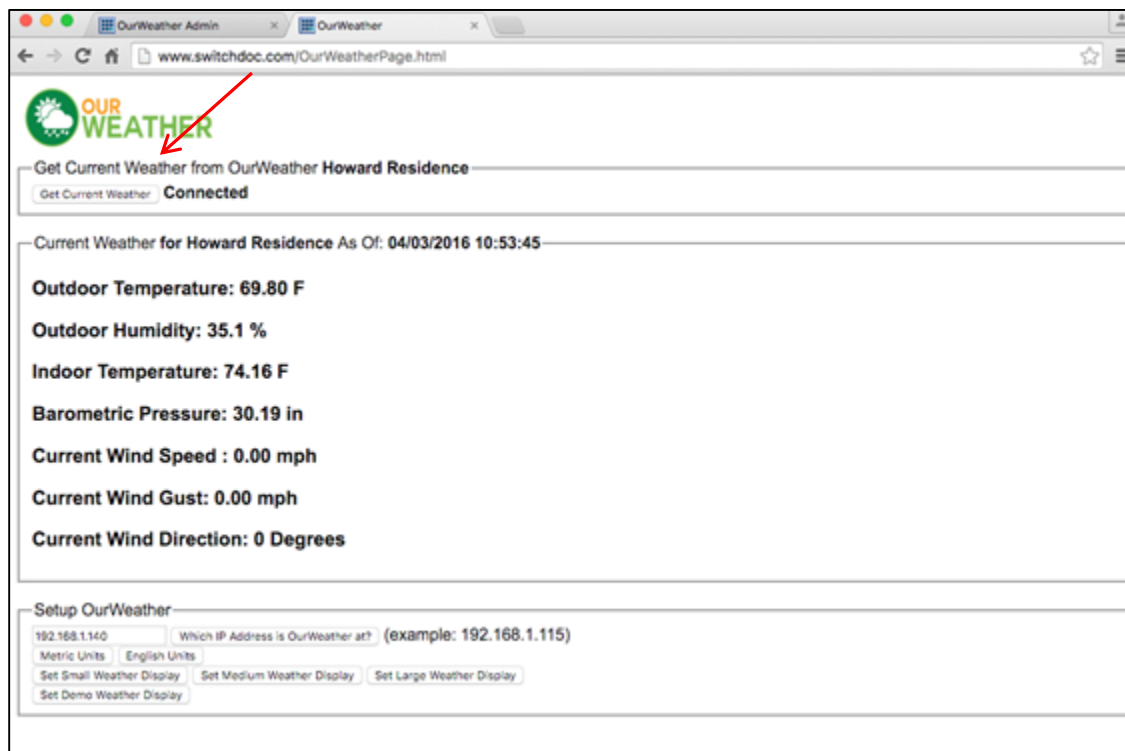 OurWeather Admin
OurWeather
www.switchdoc.com/OurWeatherPage.html
OUR
WEATHER
Get Current Weather from OurWeather Howard Residence
Get Current Weather Connected
Current Weather for Howard Residence As Of: 04/03/2016 10:53:45
Outdoor Temperature: 69.80 F
Outdoor Humidity: 35.1 %
Indoor Temperature: 74.16 F
Barometric Pressure: 30.19 in
Current Wind Speed : 0.00 mph
Current Wind Gust: 0.00 mph
Current Wind Direction: 0 Degrees
Setup OurWeather
192.168.1.140 Which IP Address is OurWeather at? (example: 192.168.1.115)
Metric Units English Units
Set Small Weather Display Set Medium Weather Display Set Large Weather Display
Set Demo Weather Display